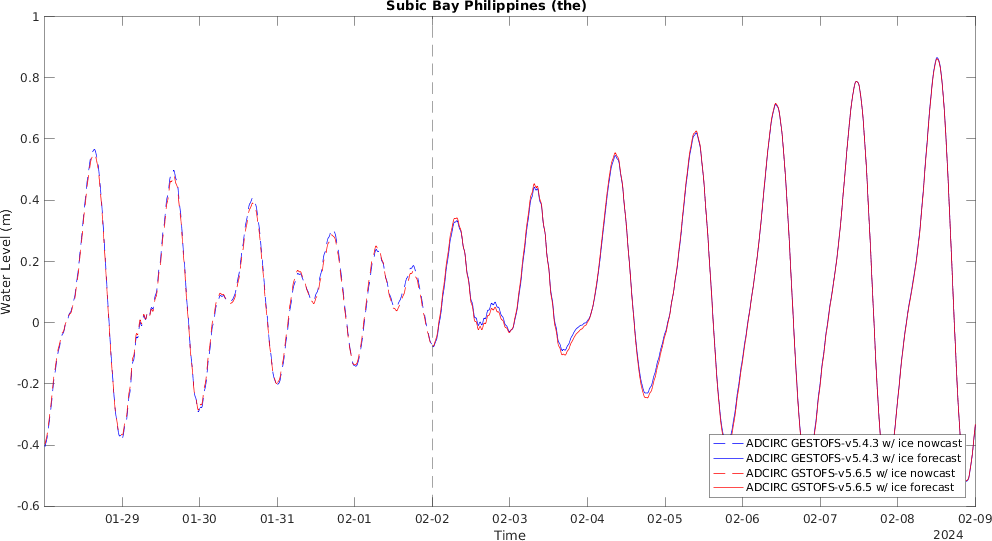 Subic Bay Philippines (the)
1
0.8
0.6
0.4
0.2
0
-0.2
-0.4
-0.6
Water Level (m)
ADCIRC GESTOFS-v5.4.3 w/ ice nowcast
ADCIRC GESTOFS-v5.4.3 w/ ice forecast
ADCIRC GSTOFS-v5.6.5 w/ ice nowcast
ADCIRC GSTOFS-v5.6.5 w/ ice forecast
01-29 01-30 01-31 02-01 02-02 02-03 02-04 02-05 02-06 02-07 02-08 02-09
Time
2024